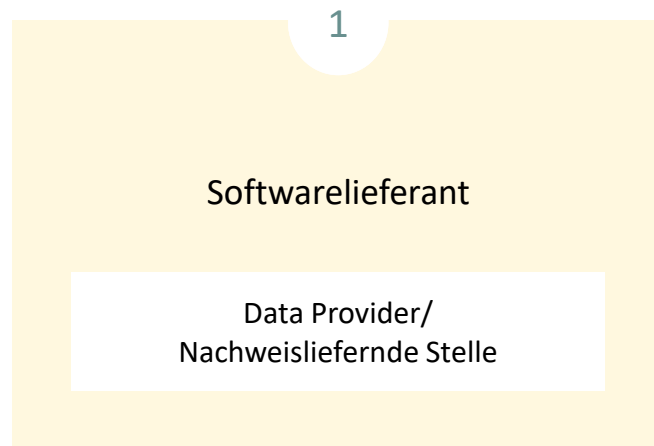 1
Softwarelieferant
Data Provider/
Nachweisliefernde Stelle